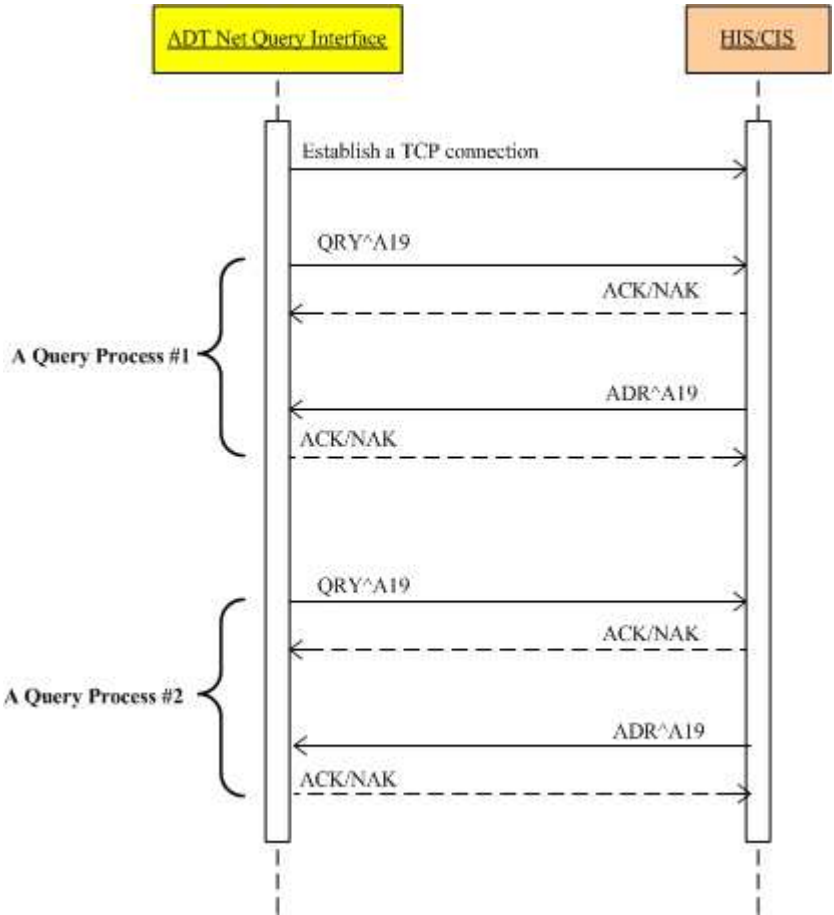 ADT Net Query Interface
HIS/CIS
Establish a TCP connection
QRY^A19
ACK/NAK
A Query Process #1
ADR^A19
ACK/NAK
QRY^A19
ACK/NAK
A Query Process #2
ADR^A19
ACK/NAK